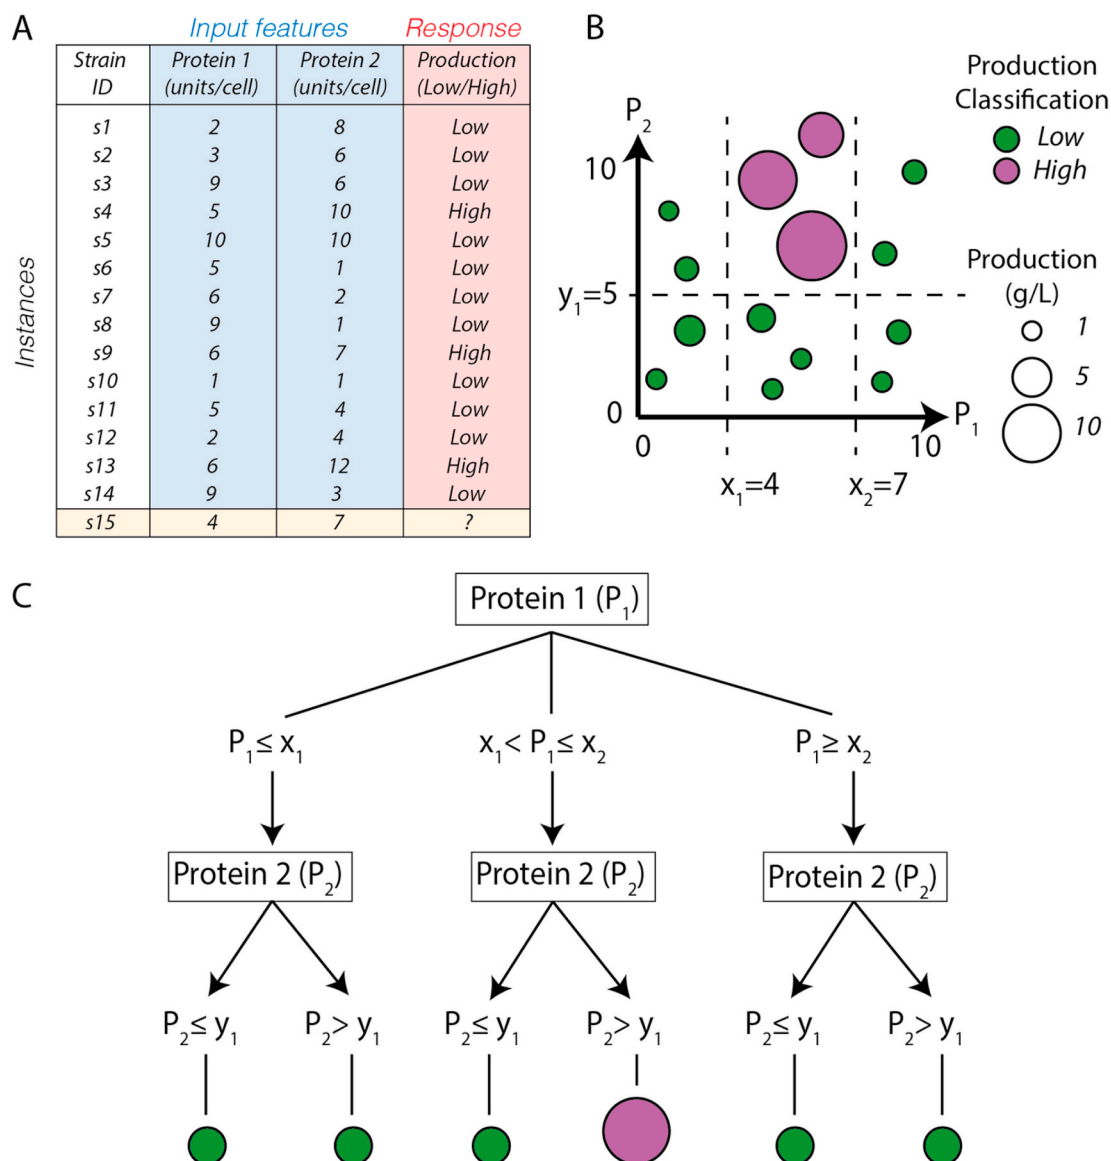 A
Input features Response
Strain ID Protein 1 (units/cell) Protein 2 (units/cell) Production (Low/High)
Instances
s1 2 8 Low
s2 3 6 Low
s3 9 6 Low
s4 5 10 High
s5 10 10 Low
s6 5 1 Low
s7 6 2 Low
s8 9 1 Low
s9 6 7 High
s10 1 1 Low
s11 5 4 Low
s12 2 4 Low
s13 6 12 High
s14 9 3 Low
s15 4 7 ?
B
P₂
10
y₁=5
0
0
10
P₁
x₁=4
x₂=7
Production
Classification
Low
High
Production
(g/L)
1
5
10
C
Protein 1 (P₁)
P₁≤ x₁
x₁< P₁≤ x₂
P₁≥ x₂
Protein 2 (P₂)
Protein 2 (P₂)
Protein 2 (P₂)
P₂≤ y₁
P₂> y₁
P₂≤ y₁
P₂> y₁
P₂≤ y₁
P₂> y₁